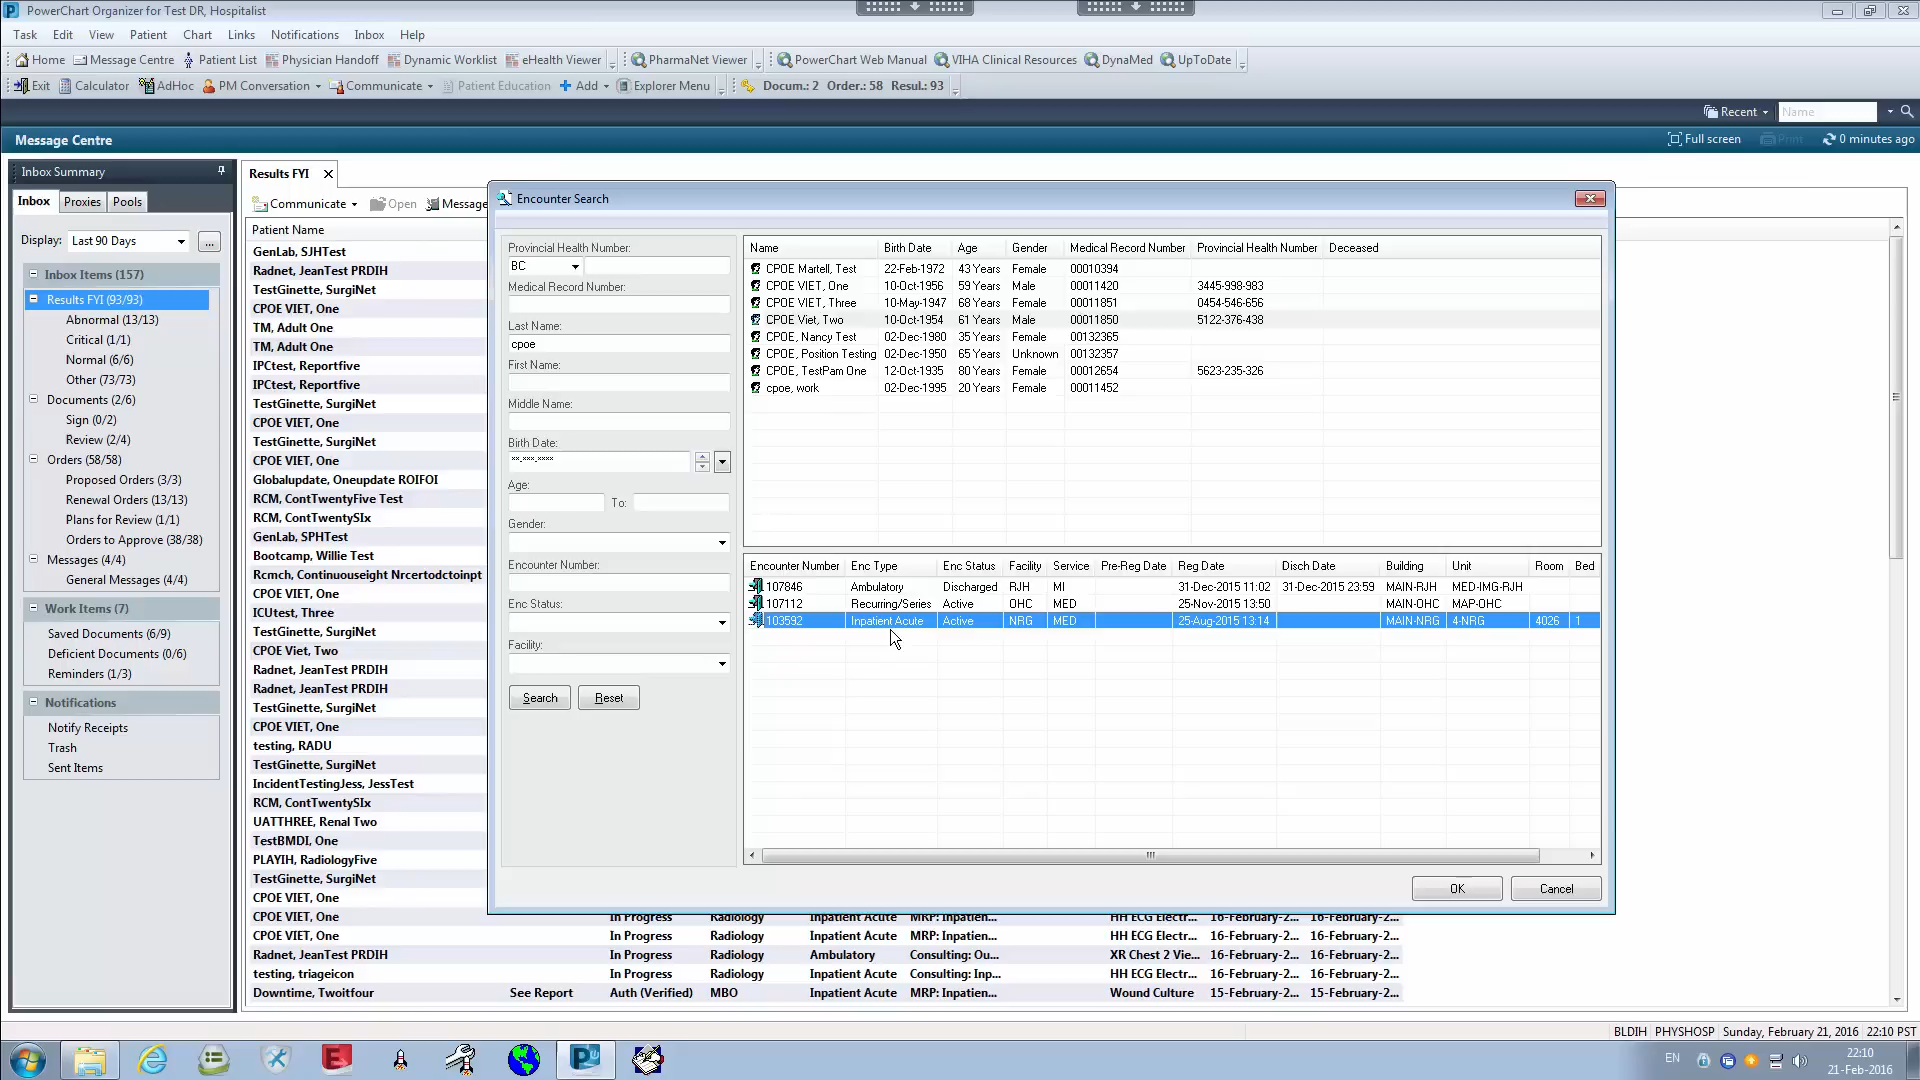 PowerChart Organizer for Test DR, Hospitalist
Task Edit View Patient Chart Links Notifications Inbox Help
Home Message Centre Patient List Physician Handoff Dynamic Worklist eHealth Viewer PharmaNet Viewer PowerChart Web Manual VIHA Clinical Resources DynaMed UpToDate
Exit Calculator AdHoc PM Conversation Communicate Patient Education Add Explorer Menu Docum.: 2 Order.: 58 Resul.: 93
Recent Name
Message Centre Full screen Print 0 minutes ago
Inbox Summary
Inbox Proxies Pools
Display: Last 90 Days ...
Inbox Items (157)
Results FYI (93/93)
Abnormal (13/13)
Critical (1/1)
Normal (6/6)
Other (73/73)
Documents (2/6)
Sign (0/2)
Review (2/4)
Orders (58/58)
Proposed Orders (3/3)
Renewal Orders (13/13)
Plans for Review (1/1)
Orders to Approve (38/38)
Messages (4/4)
General Messages (4/4)
Work Items (7)
Saved Documents (6/9)
Deficient Documents (0/6)
Reminders (1/3)
Notifications
Notify Receipts
Trash
Sent Items
Results FYI
Communicate Open Message
Patient Name
GenLab, SJHTest
Radnet, JeanTest PRDIH
TestGinette, SurgiNet
CPOE VIET, One
TM, Adult One
TM, Adult One
IPCtest, Reportfive
IPCtest, Reportfive
TestGinette, SurgiNet
CPOE VIET, One
TestGinette, SurgiNet
CPOE VIET, One
Globalupdate, Oneupdate ROIFOI
RCM, ContTwentyFive Test
RCM, ContTwentySIx
GenLab, SPHTest
Bootcamp, Willie Test
Rcmch, Continuouseight Nrcertodctoinpt
CPOE VIET, One
ICUtest, Three
TestGinette, SurgiNet
CPOE Viet, Two
Radnet, JeanTest PRDIH
Radnet, JeanTest PRDIH
TestGinette, SurgiNet
CPOE VIET, One
testing, RADU
TestGinette, SurgiNet
IncidentTestingJess, JessTest
RCM, ContTwentySIx
UATTHREE, Renal Two
TestBMDI, One
PLAYIH, RadiologyFive
TestGinette, SurgiNet
CPOE VIET, One
CPOE VIET, One In Progress Radiology Inpatient Acute MRP: Inpatien... HH ECG Electr... 16-February-2... 16-February-2...
CPOE VIET, One In Progress Radiology Inpatient Acute MRP: Inpatien... HH ECG Electr... 16-February-2... 16-February-2...
Radnet, JeanTest PRDIH In Progress Radiology Ambulatory Consulting: Ou... XR Chest 2 Vie... 16-February-2... 16-February-2...
testing, triageicon In Progress Radiology Inpatient Acute Consulting: Inp... HH ECG Electr... 16-February-2... 16-February-2...
Downtime, Twoitfour See Report Auth (Verified) MBO Inpatient Acute MRP: Inpatien... Wound Culture 15-February-2... 15-February-2...
Encounter Search
Provincial Health Number:
BC
Medical Record Number:
Last Name:
cpoe
First Name:
Middle Name:
Birth Date:
**-***-****
Age:
To:
Gender:
Encounter Number:
Enc Status:
Facility:
Search Reset
Name Birth Date Age Gender Medical Record Number Provincial Health Number Deceased
CPOE Martell, Test 22-Feb-1972 43 Years Female 00010394
CPOE VIET, One 10-Oct-1956 59 Years Male 00011420 3445-998-983
CPOE VIET, Three 10-May-1947 68 Years Female 00011851 0454-546-656
CPOE Viet, Two 10-Oct-1954 61 Years Male 00011850 5122-376-438
CPOE, Nancy Test 02-Dec-1980 35 Years Female 00132365
CPOE, Position Testing 02-Dec-1950 65 Years Unknown 00132357
CPOE, TestPam One 12-Oct-1935 80 Years Female 00012654 5623-235-326
cpoe, work 02-Dec-1995 20 Years Female 00011452
Encounter Number Enc Type Enc Status Facility Service Pre-Reg Date Reg Date Disch Date Building Unit Room Bed
107846 Ambulatory Discharged RJH MI 31-Dec-2015 11:02 31-Dec-2015 23:59 MAIN-RJH MED-IMG-RJH
107112 Recurring/Series Active OHC MED 25-Nov-2015 13:50 MAIN-OHC MAP-OHC
103592 Inpatient Acute Active NRG MED 25-Aug-2015 13:14 MAIN-NRG 4-NRG 4026 1
OK Cancel
BLDIH PHYSHOSP Sunday, February 21, 2016 22:10 PST
EN
22:10
21-Feb-2016